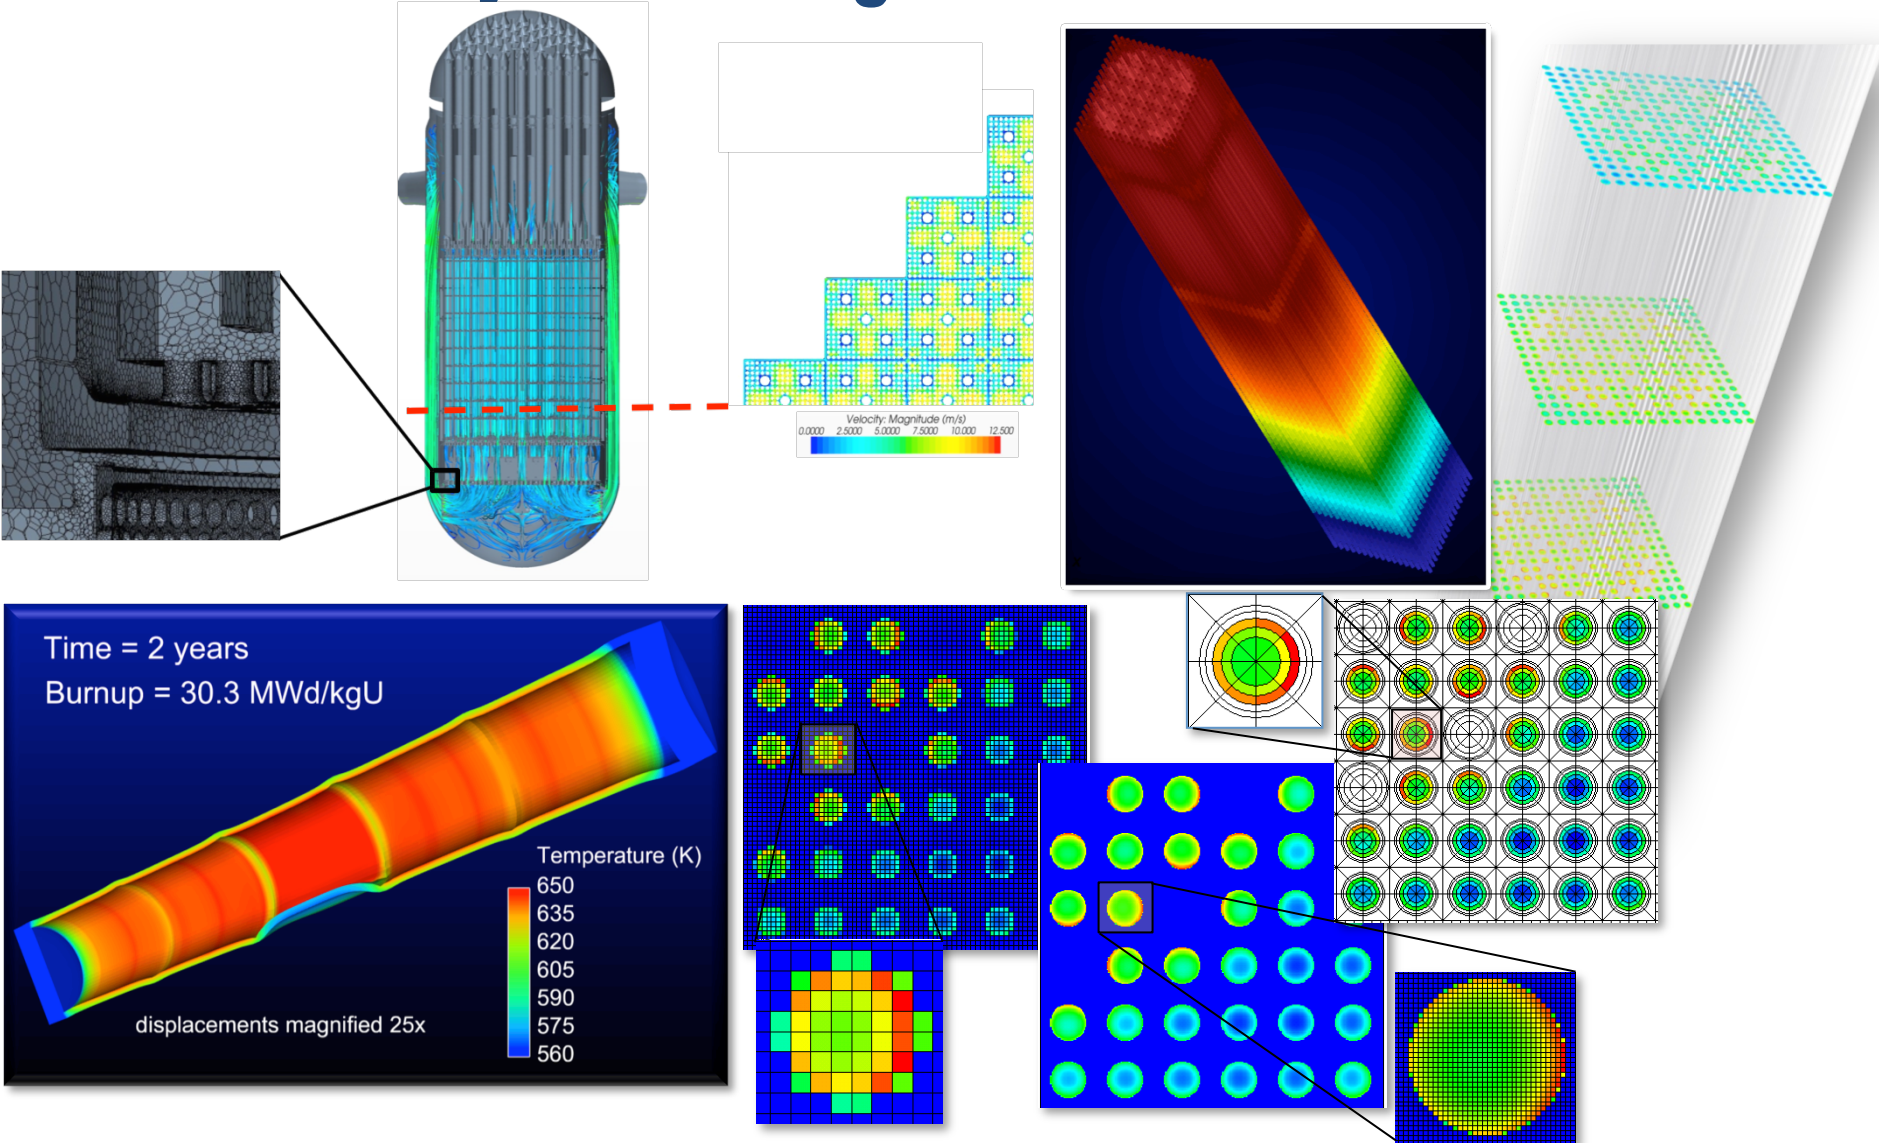 Velocity: Magnitude (m/s)
0.0000 2.5000 5.0000 7.5000 10.000 12.500
Time = 2 years
Burnup = 30.3 MWd/kgU
Temperature (K)
650
635
620
605
590
575
560
displacements magnified 25x